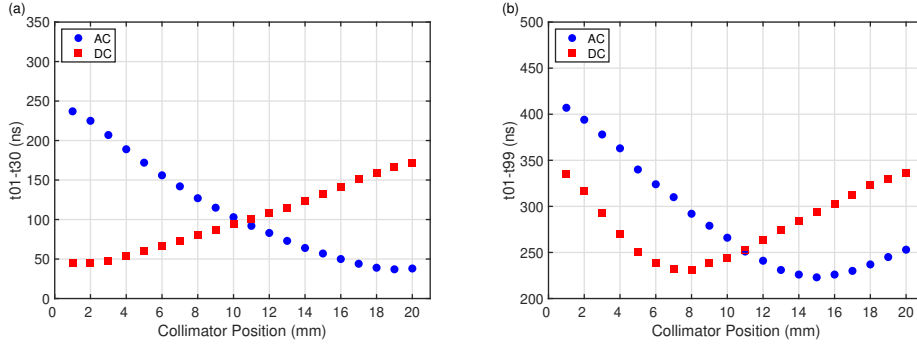 (a)
350
300
250
200
150
100
50
0
t01-t30 (ns)
AC
DC
0 2 4 6 8 10 12 14 16 18 20
Collimator Position (mm)
(b)
500
450
400
350
300
250
200
t01-t99 (ns)
AC
DC
0 2 4 6 8 10 12 14 16 18 20
Collimator Position (mm)